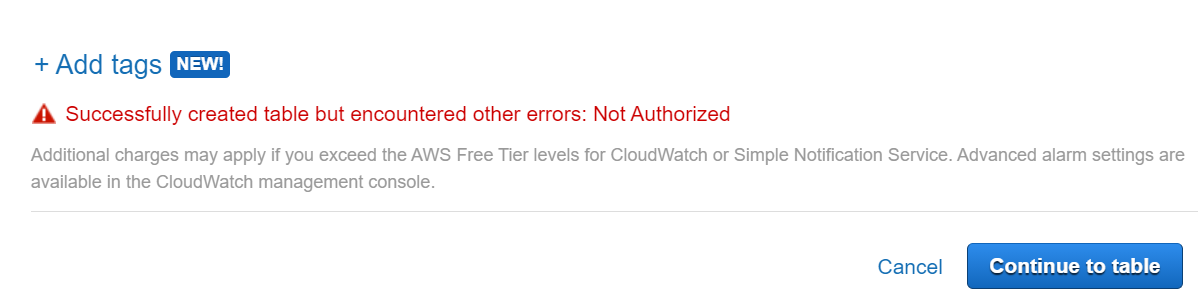 + Add tags NEW!
Successfully created table but encountered other errors: Not Authorized
Additional charges may apply if you exceed the AWS Free Tier levels for CloudWatch or Simple Notification Service. Advanced alarm settings are
available in the CloudWatch management console.
Cancel Continue to table